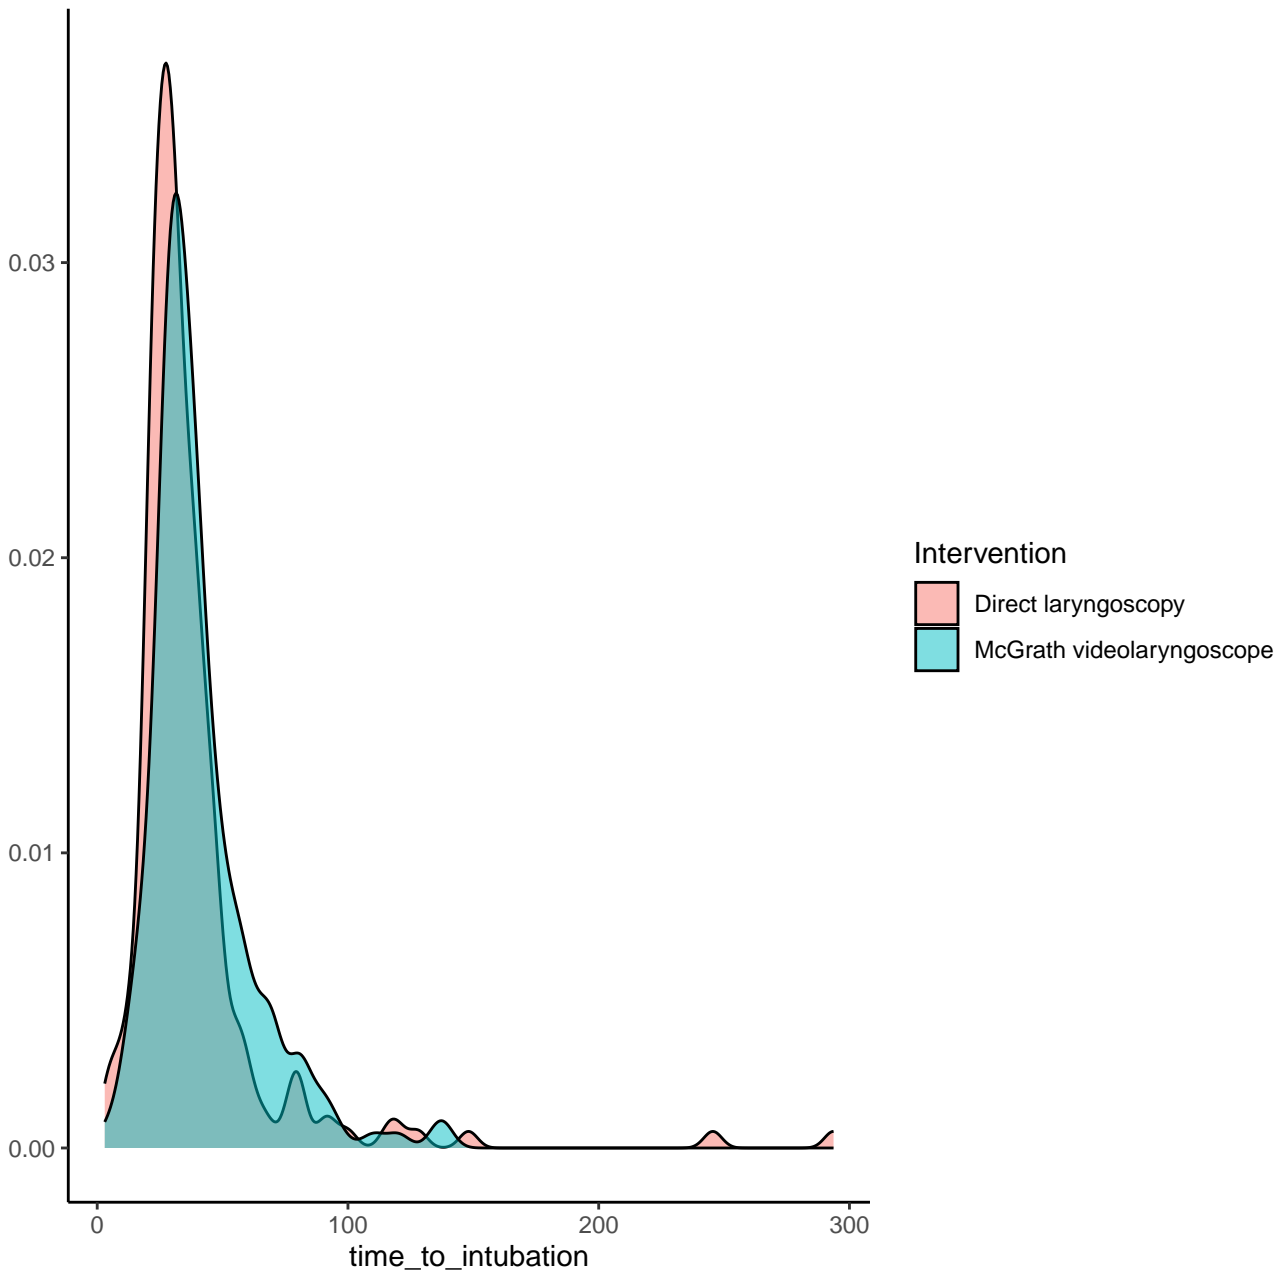 0.03
0.02
0.01
0.00
0
100
200
300
time_to_intubation
Intervention
Direct laryngoscopy
McGrath videolaryngoscope